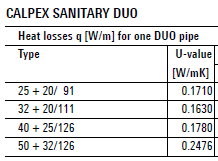 CALPEX SANITARY DUO
Heat losses q [W/m] for one DUO pipe
Type U-value
[W/mK]
25 + 20/ 91 0.1710
32 + 20/111 0.1630
40 + 25/126 0.1780
50 + 32/126 0.2476